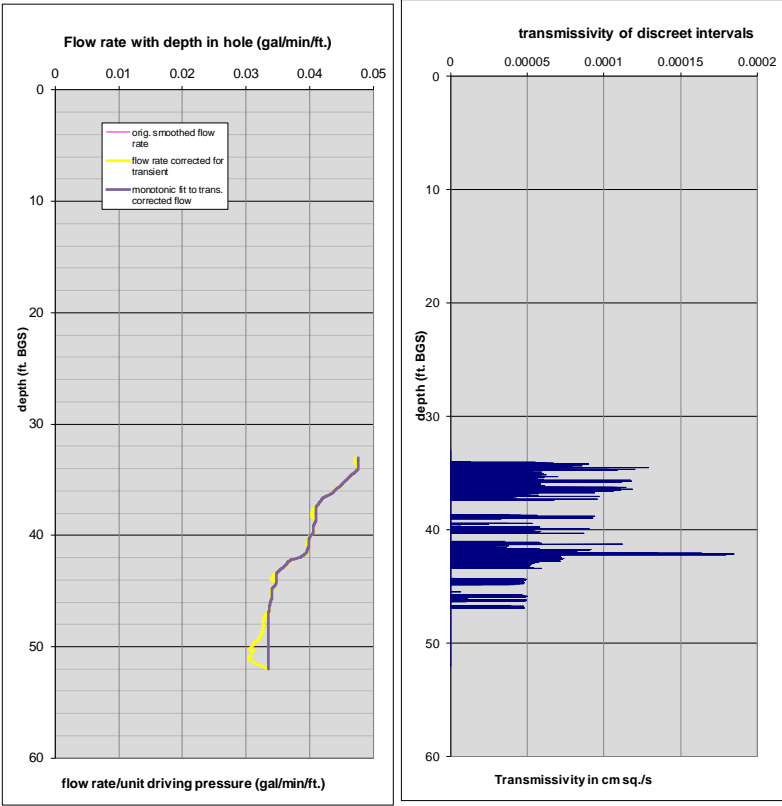 Flow rate with depth in hole (gal/min/ft.)
0 0.01 0.02 0.03 0.04 0.05
0
10
20
30
40
50
60
depth (ft. BGS)
orig. smoothed flow
rate
flow rate corrected for
transient
monotonic fit to trans.
corrected flow
flow rate/unit driving pressure (gal/min/ft.)
transmissivity of discreet intervals
0 0.00005 0.0001 0.00015 0.0002
0
10
20
30
40
50
60
depth (ft. BGS)
Transmissivity in cm sq./s